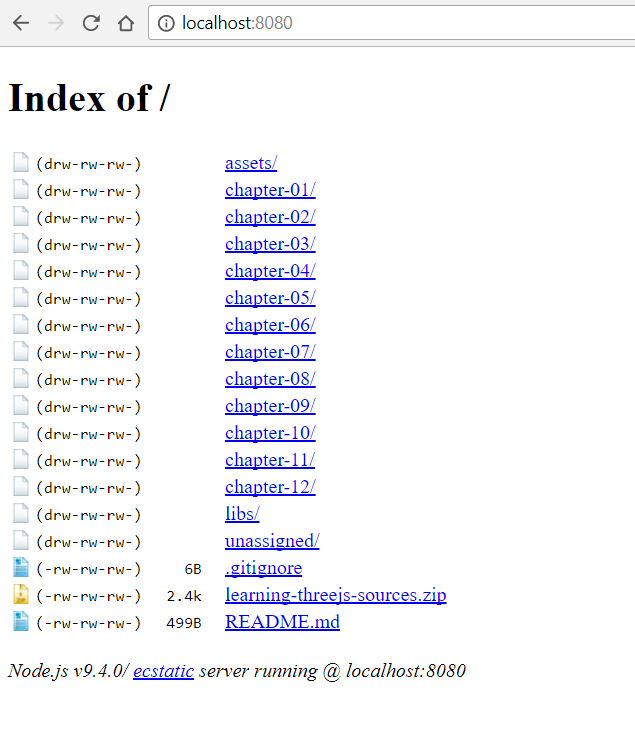 localhost:8080
Index of /
(drw-rw-rw-) assets/
(drw-rw-rw-) chapter-01/
(drw-rw-rw-) chapter-02/
(drw-rw-rw-) chapter-03/
(drw-rw-rw-) chapter-04/
(drw-rw-rw-) chapter-05/
(drw-rw-rw-) chapter-06/
(drw-rw-rw-) chapter-07/
(drw-rw-rw-) chapter-08/
(drw-rw-rw-) chapter-09/
(drw-rw-rw-) chapter-10/
(drw-rw-rw-) chapter-11/
(drw-rw-rw-) chapter-12/
(drw-rw-rw-) libs/
(drw-rw-rw-) unassigned/
(-rw-rw-rw-) 6B .gitignore
(-rw-rw-rw-) 2.4k learning-threejs-sources.zip
(-rw-rw-rw-) 499B README.md
Node.js v9.4.0/ ecstatic server running @ localhost:8080